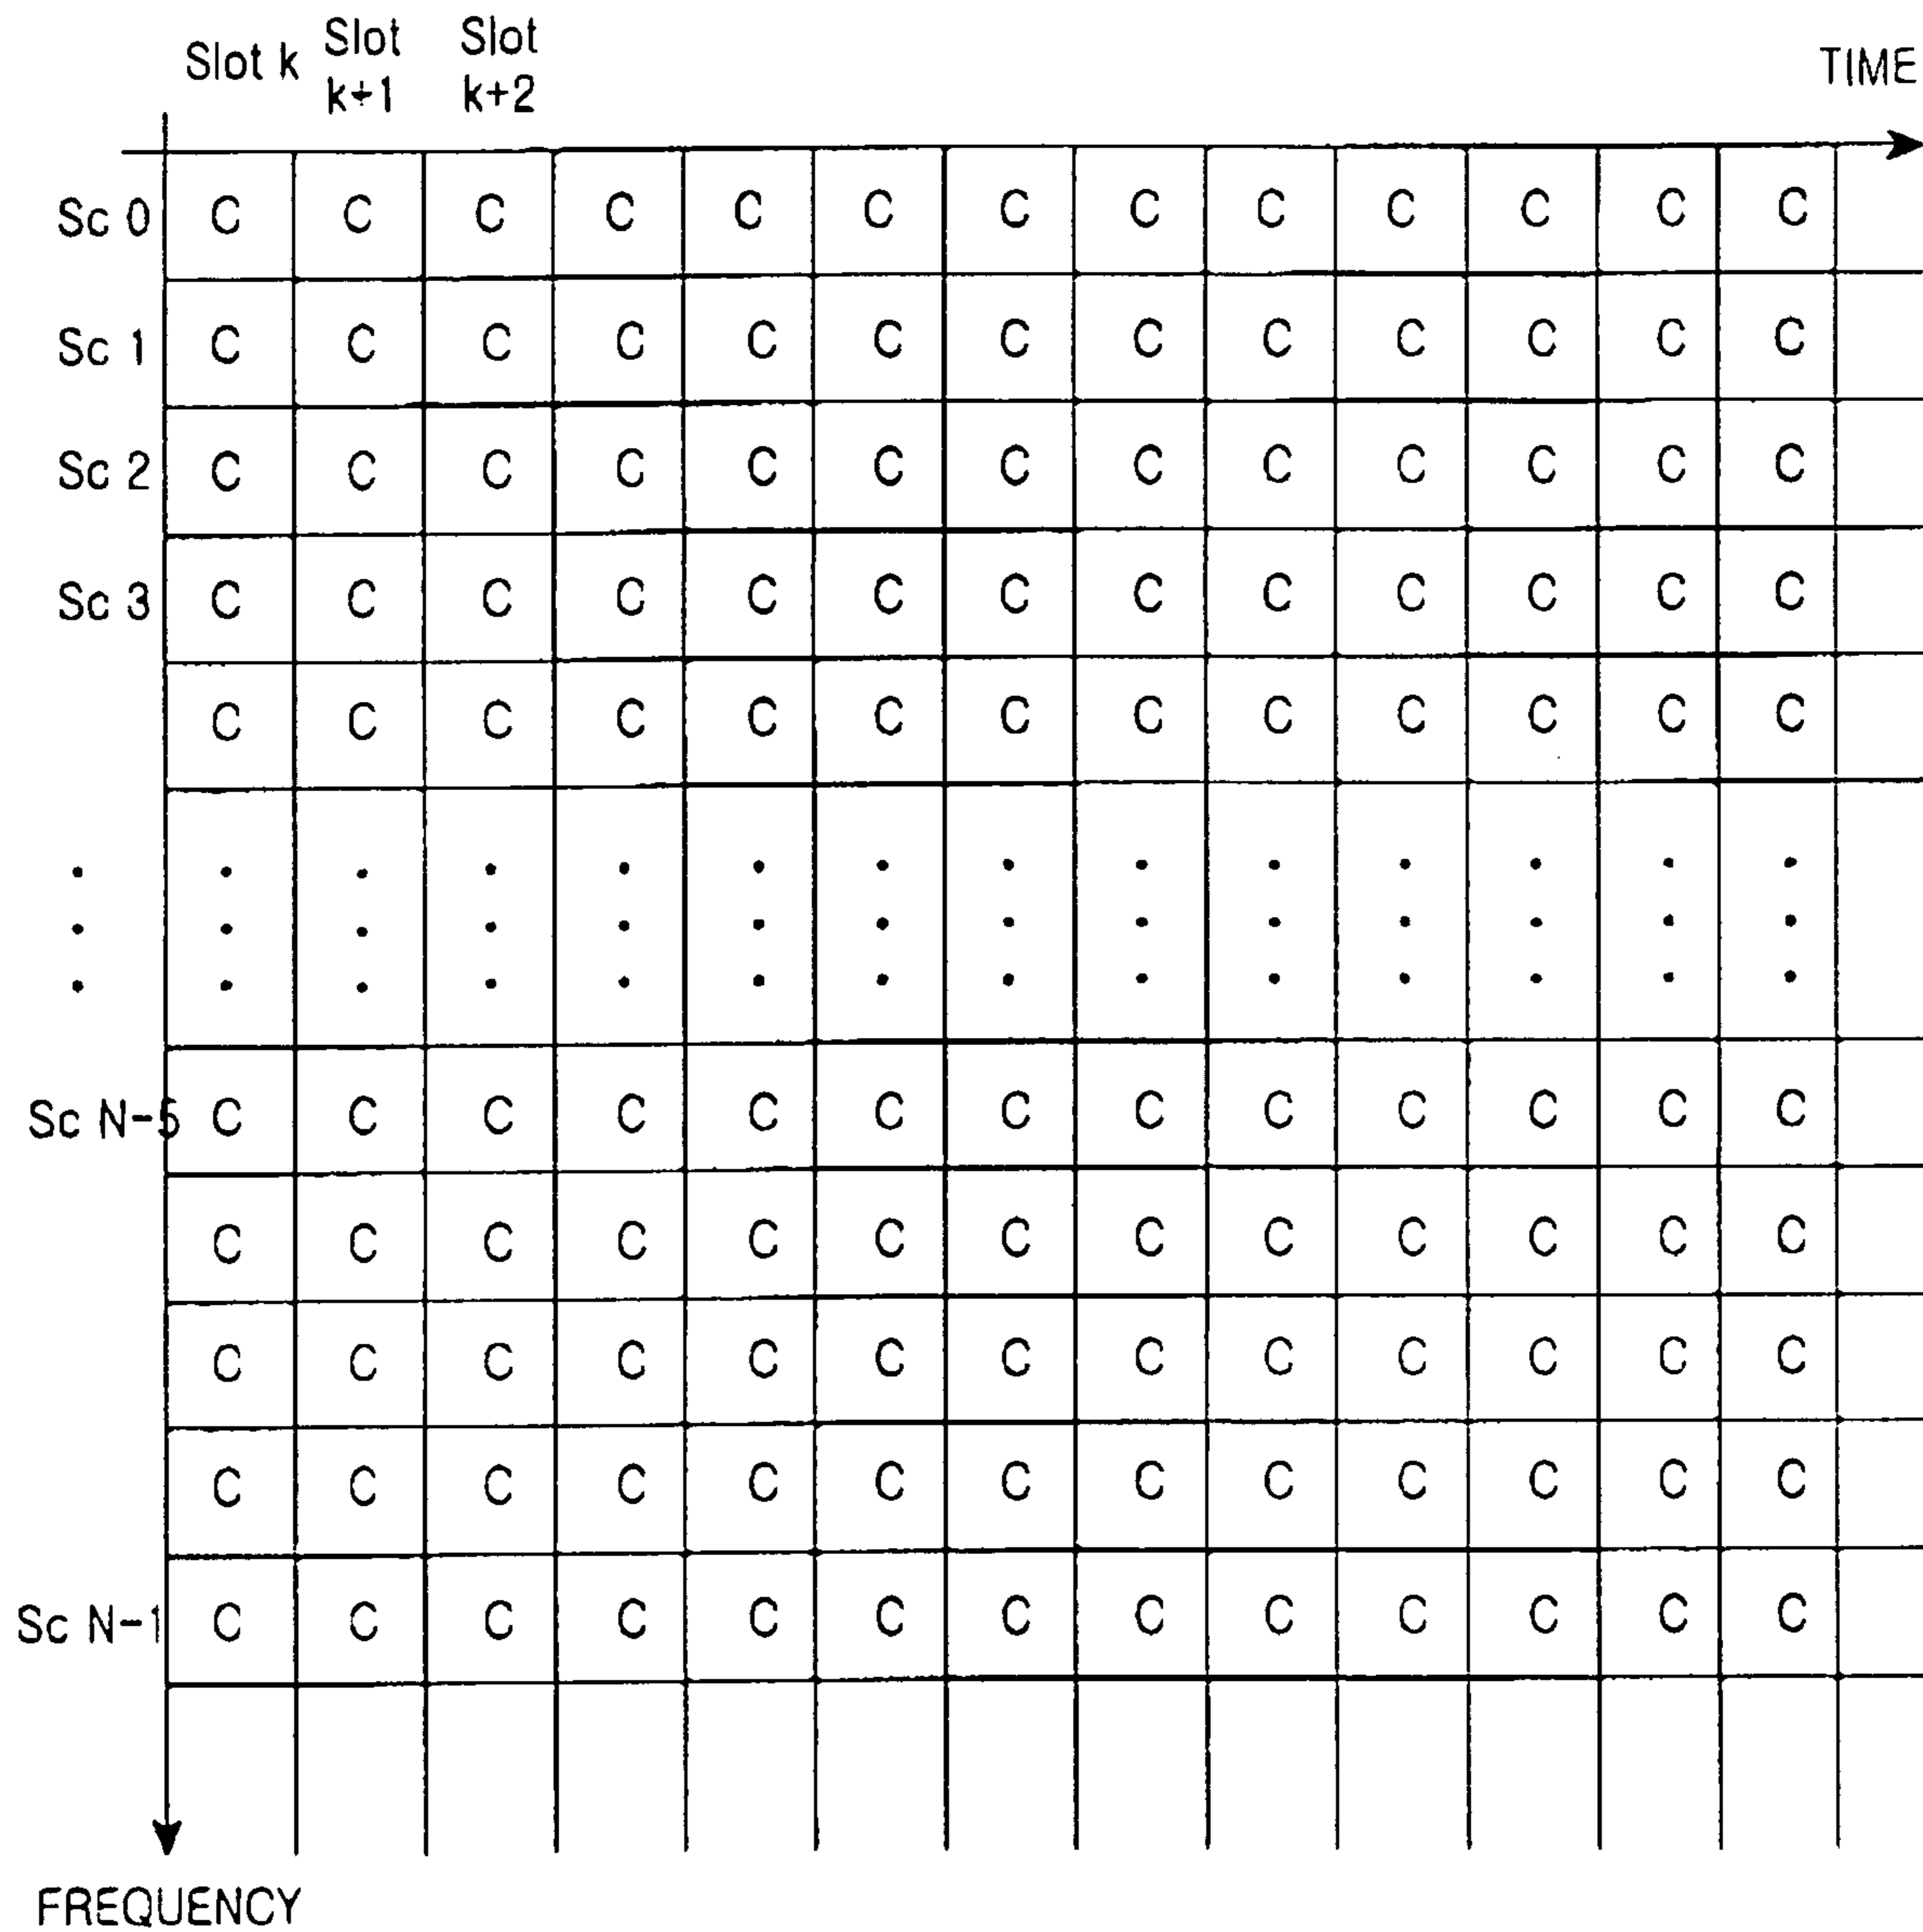 Slot k Slot k+1 Slot k+2 TIME
Sc 0 C C C C C C C C C C C C C
Sc 1 C C C C C C C C C C C C C
Sc 2 C C C C C C C C C C C C C
Sc 3 C C C C C C C C C C C C C
C C C C C C C C C C C C C
Sc N-5 C C C C C C C C C C C C C
C C C C C C C C C C C C C
C C C C C C C C C C C C C
C C C C C C C C C C C C C
Sc N-1 C C C C C C C C C C C C C
FREQUENCY